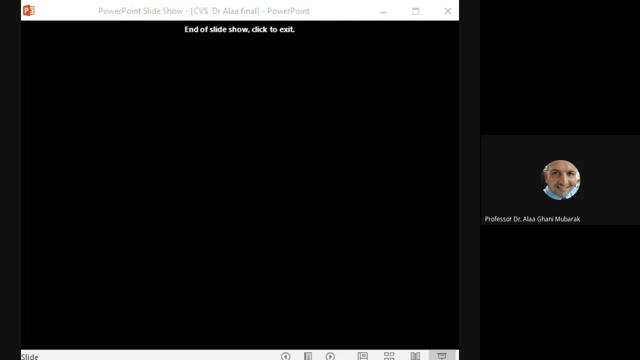 PowerPoint Slide Show - [CVS  Dr Alaa final] - PowerPoint
End of slide show, click to exit.
Professor Dr. Alaa Ghani Mubarak
Slide